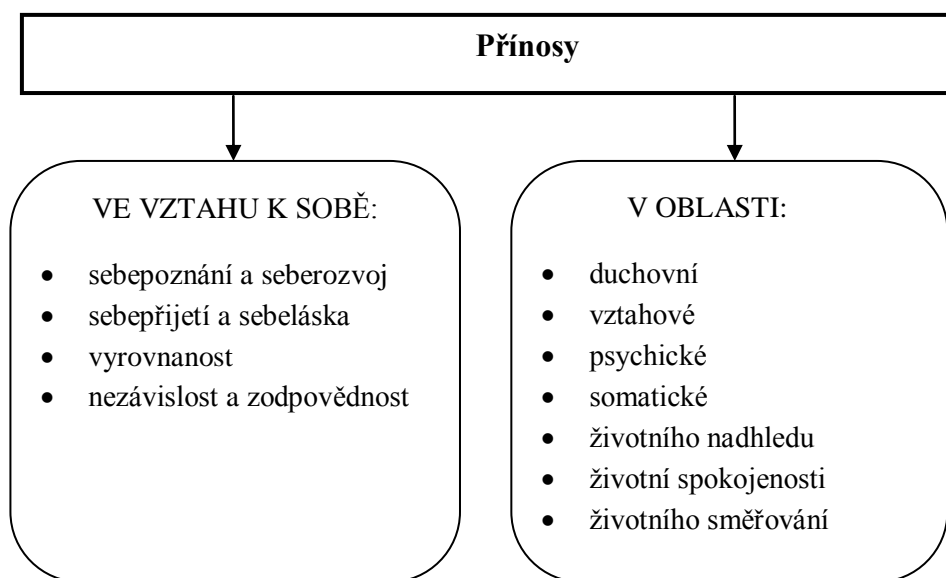 Přínosy
VE VZTAHU K SOBĚ:
• sebepoznání a seberozvoj
• sebepřijetí a sebeláska
• vyrovnanost
• nezávislost a zodpovědnost
V OBLASTI:
• duchovní
• vztahové
• psychické
• somatické
• životního nadhledu
• životní spokojenosti
• životního směřování